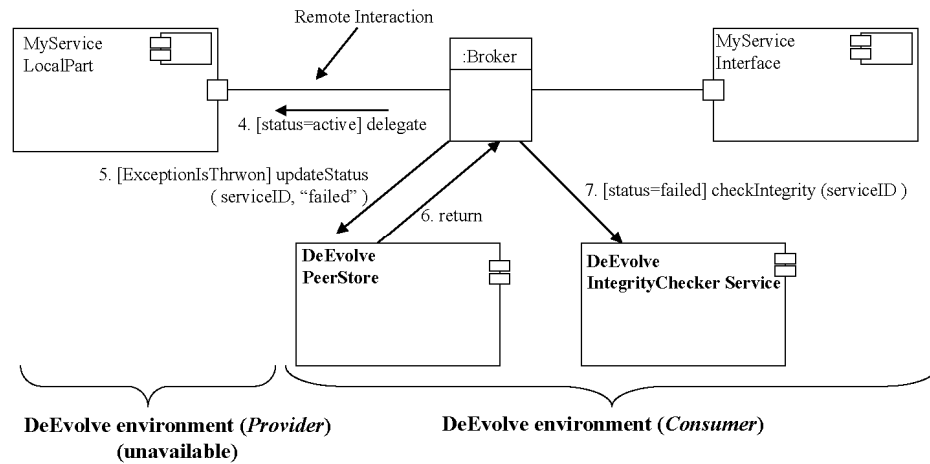 Remote Interaction
MyService
LocalPart
:Broker
MyService
Interface
4. [status=active] delegate
5. [ExceptionIsThrwon] updateStatus
( serviceID, “failed” )
6. return
7. [status=failed] checkIntegrity (serviceID )
DeEvolve
PeerStore
DeEvolve
IntegrityChecker Service
DeEvolve environment (Provider)
(unavailable)
DeEvolve environment (Consumer)